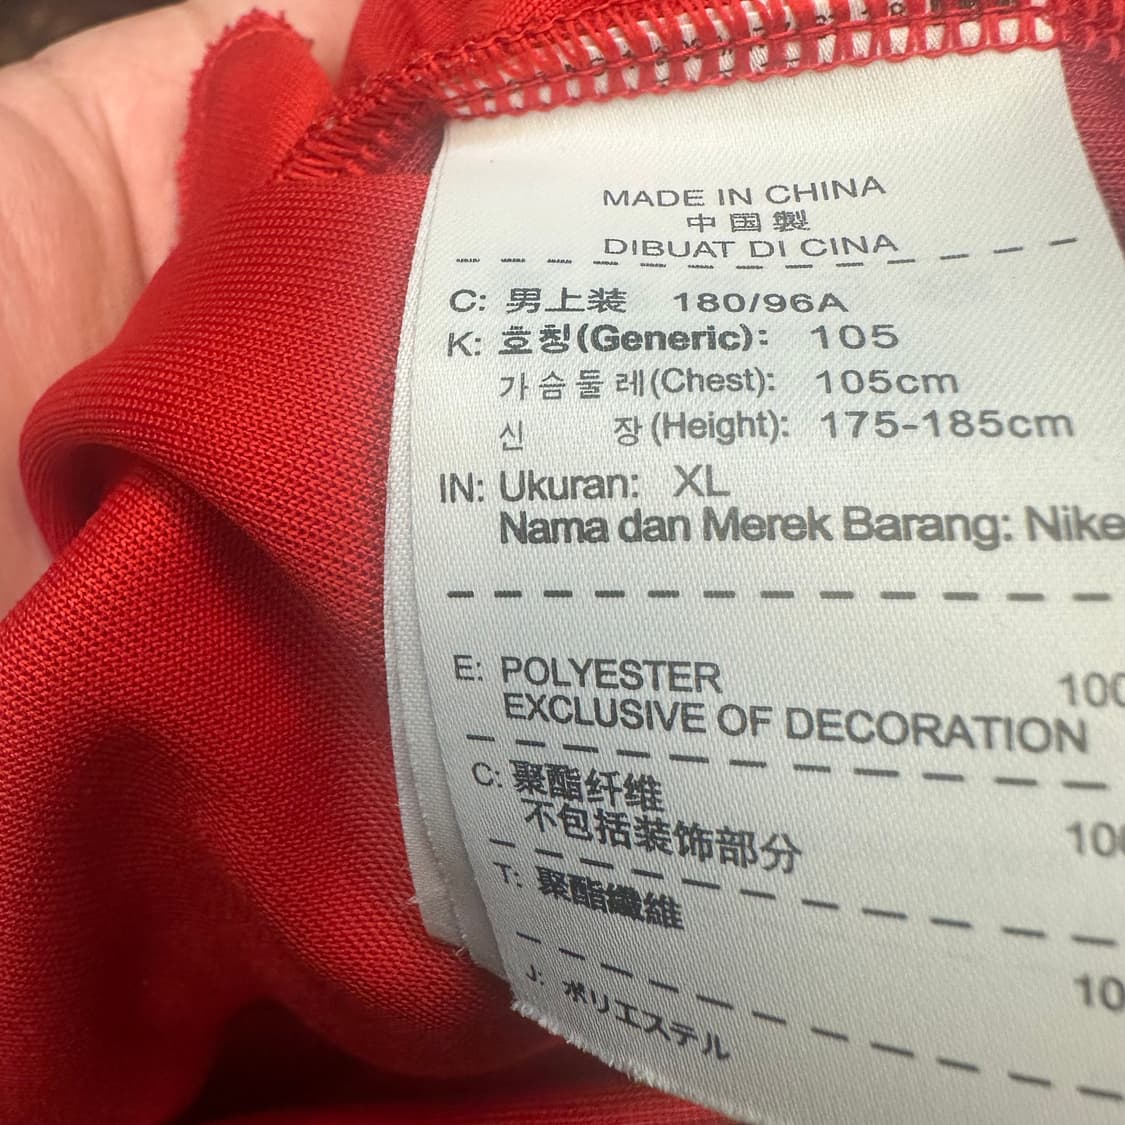 MADE IN CHINA
中国製
DIBUAT DI CINA
C: 男上装 180/96A
K: 호칭(Generic): 105
가슴둘레(Chest): 105cm
신 장(Height): 175-185cm
IN: Ukuran: XL
Nama dan Merek Barang: Nike
E: POLYESTER 100
EXCLUSIVE OF DECORATION
C: 聚酯纤维
不包括装饰部分 100
T: 聚酯纖維
J: ポリエステル 10